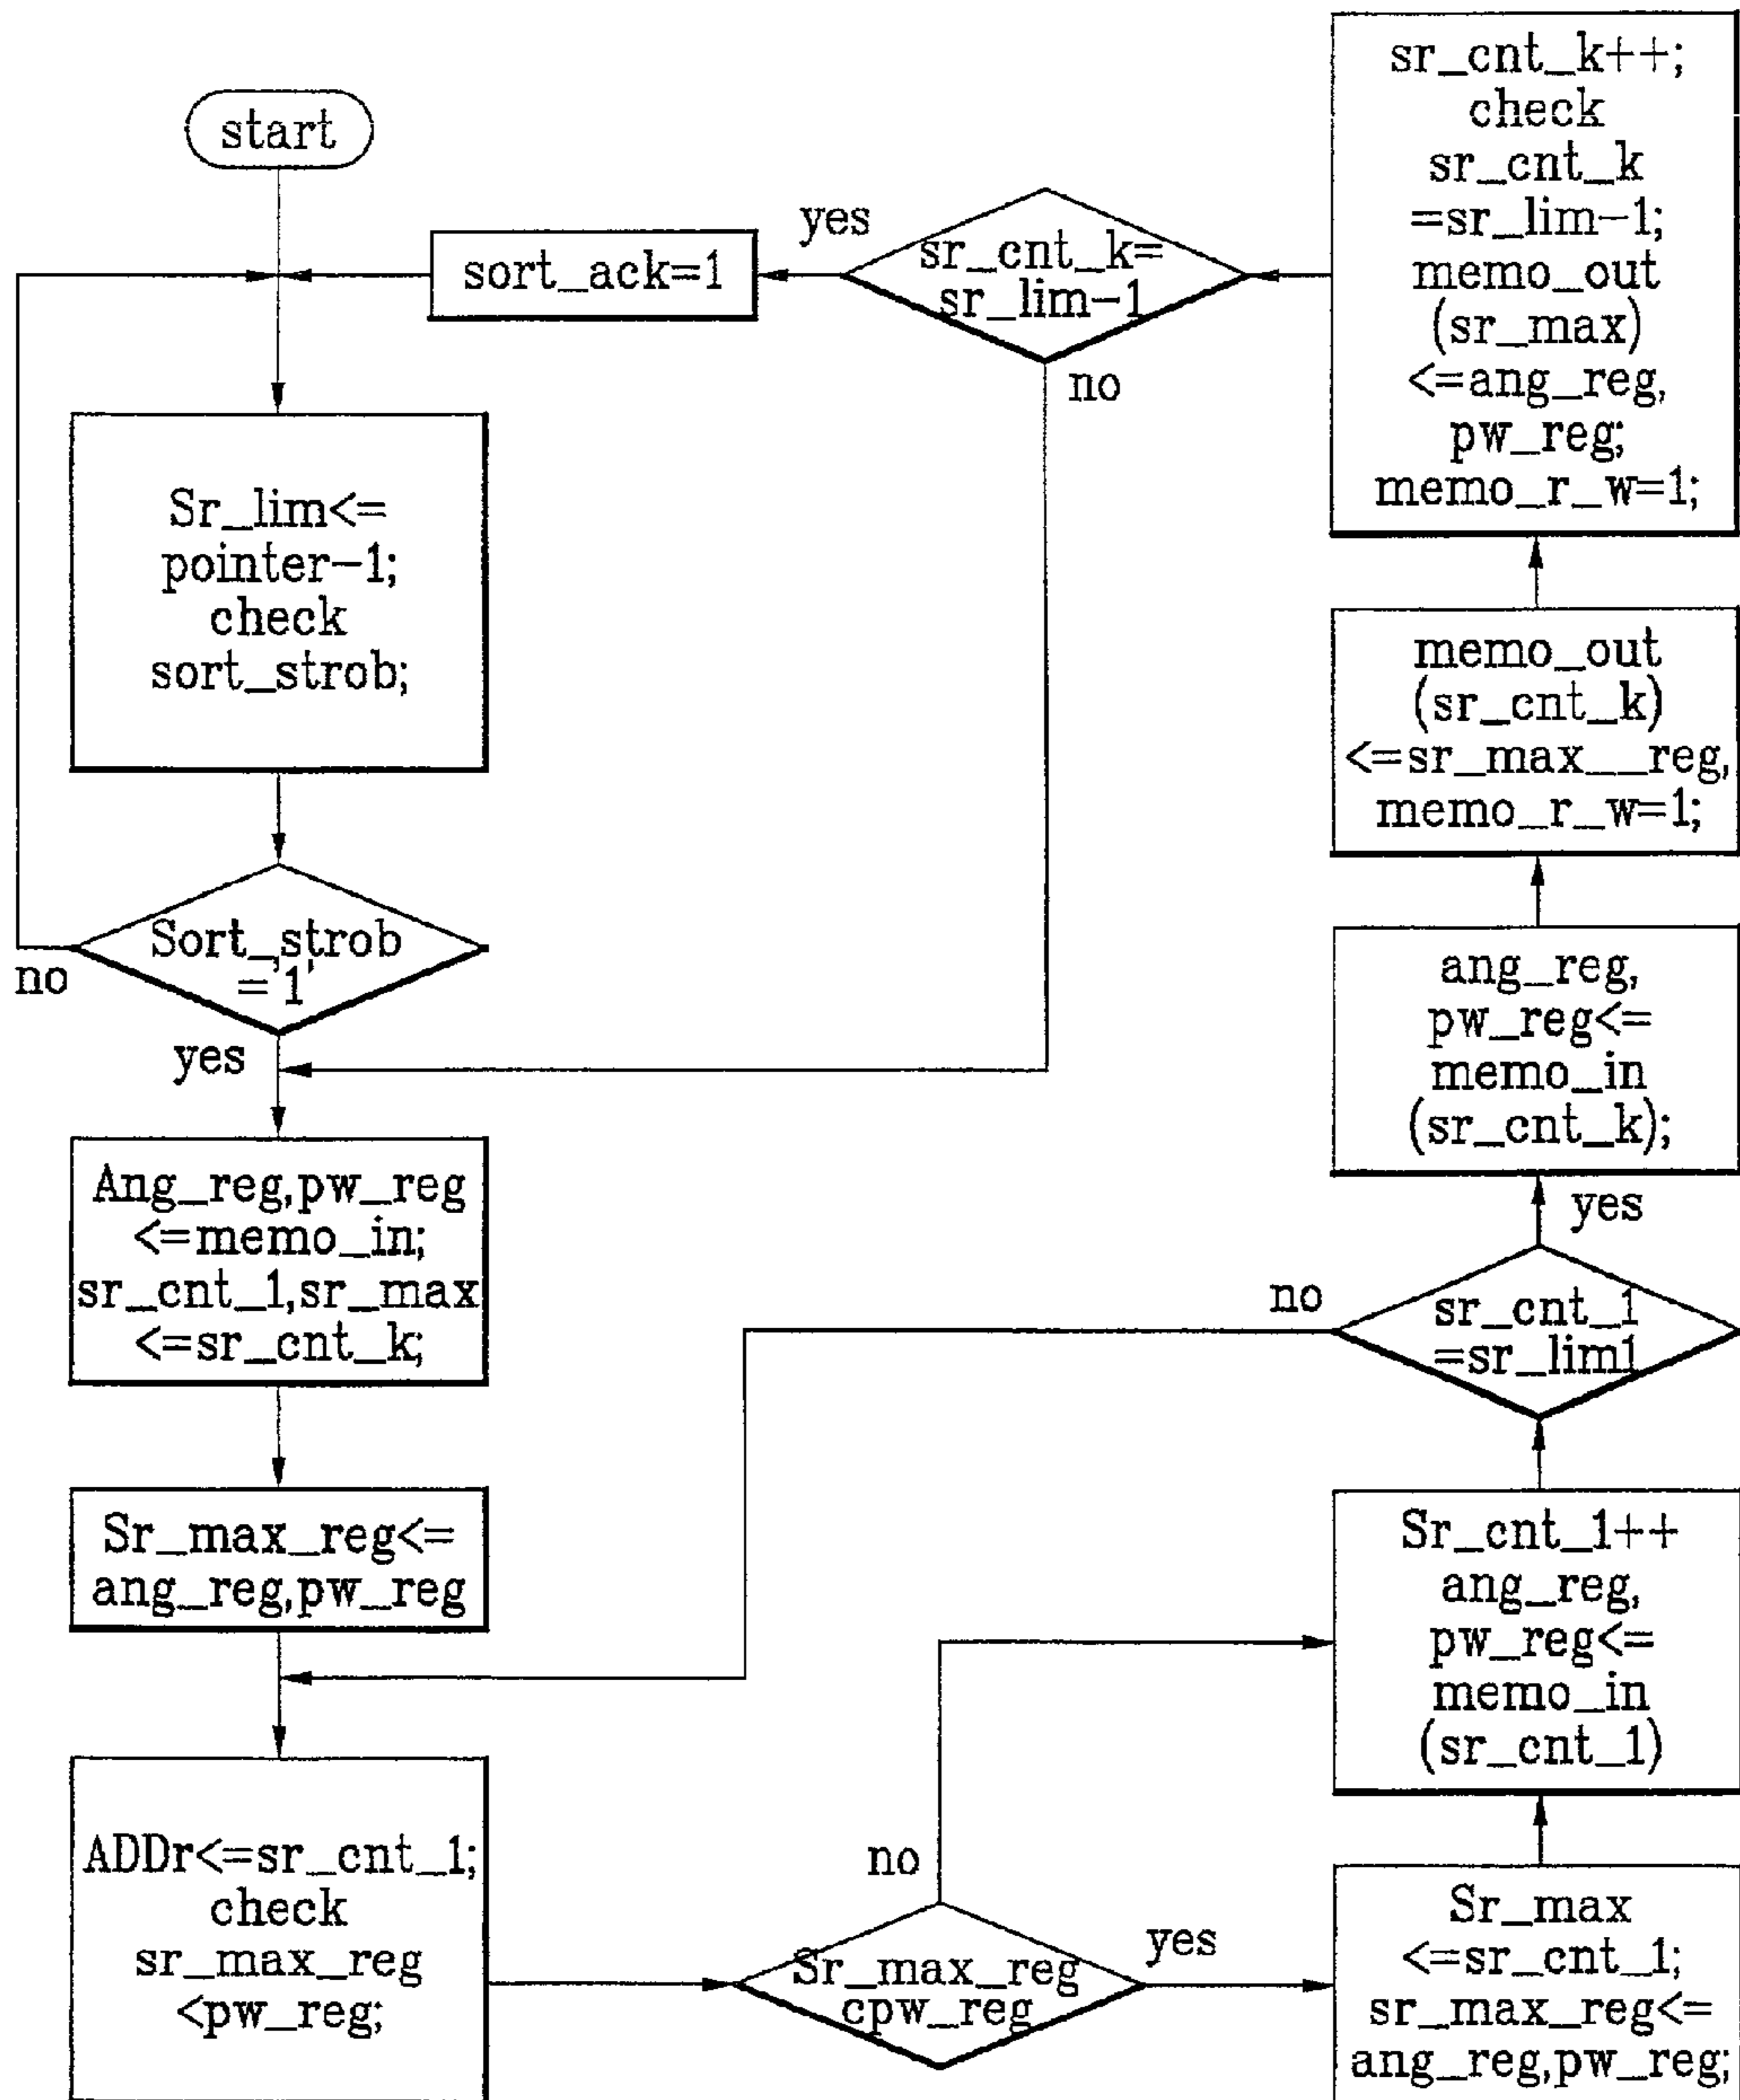 start
Sr_lim<=
pointer-1;
check
sort_strob;
Sort_strob
='1'
no
yes
Ang_reg,pw_reg
<=memo_in;
sr_cnt_1,sr_max
<=sr_cnt_k;
Sr_max_reg<=
ang_reg,pw_reg
ADDr<=sr_cnt_1;
check
sr_max_reg
<pw_reg;
Sr_max_reg
cpw_reg
no
yes
Sr_max
<=sr_cnt_1;
sr_max_reg<=
ang_reg,pw_reg;
Sr_cnt_1++
ang_reg,
pw_reg<=
memo_in
(sr_cnt_1)
sr_cnt_1
=sr_lim1
no
yes
ang_reg,
pw_reg<=
memo_in
(sr_cnt_k);
memo_out
(sr_cnt_k)
<=sr_max__reg,
memo_r_w=1;
sr_cnt_k++;
check
sr_cnt_k
=sr_lim-1;
memo_out
(sr_max)
<=ang_reg,
pw_reg;
memo_r_w=1;
sr_cnt_k=
sr_lim-1
yes
no
sort_ack=1